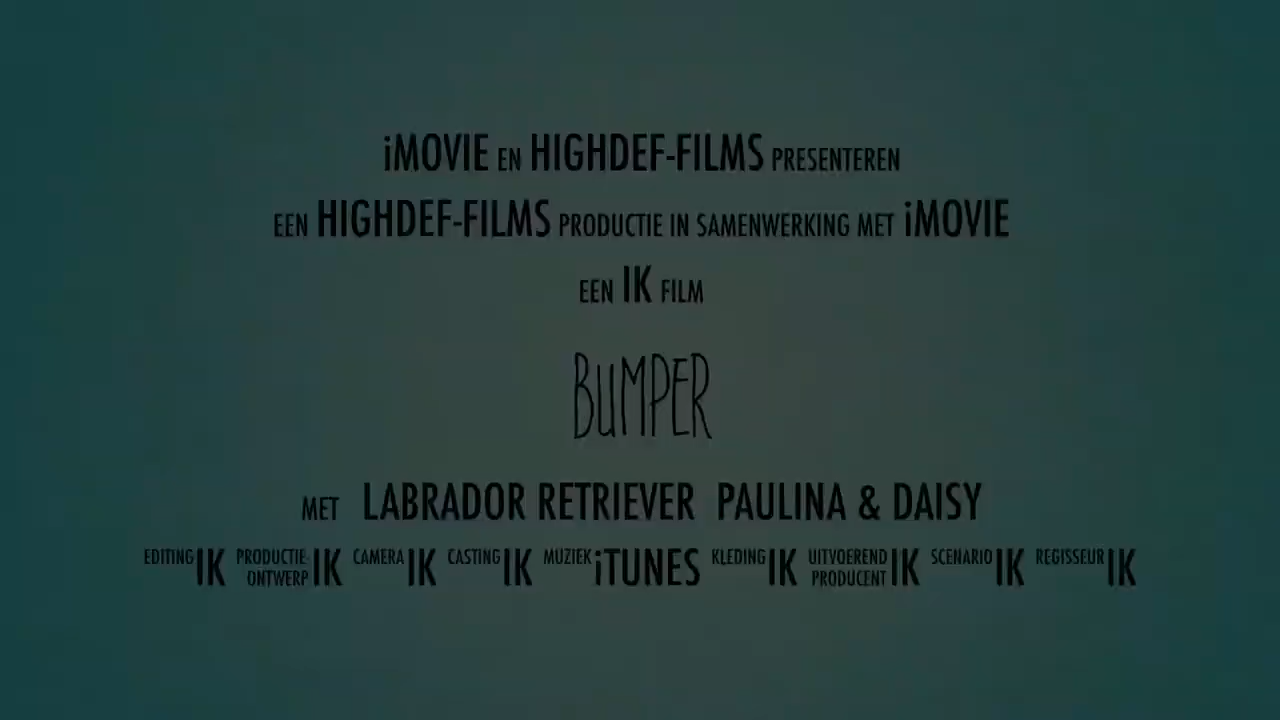 iMOVIE EN HIGHDEF-FILMS PRESENTEREN
EEN HIGHDEF-FILMS PRODUCTIE IN SAMENWERKING MET iMOVIE
EEN IK FILM
BUMPER
MET LABRADOR RETRIEVER PAULINA & DAISY
EDITING IK PRODUCTIE-ONTWERP IK CAMERA IK CASTING IK MUZIEK iTUNES KLEDING IK UITVOEREND PRODUCENT IK SCENARIO IK REGISSEUR IK